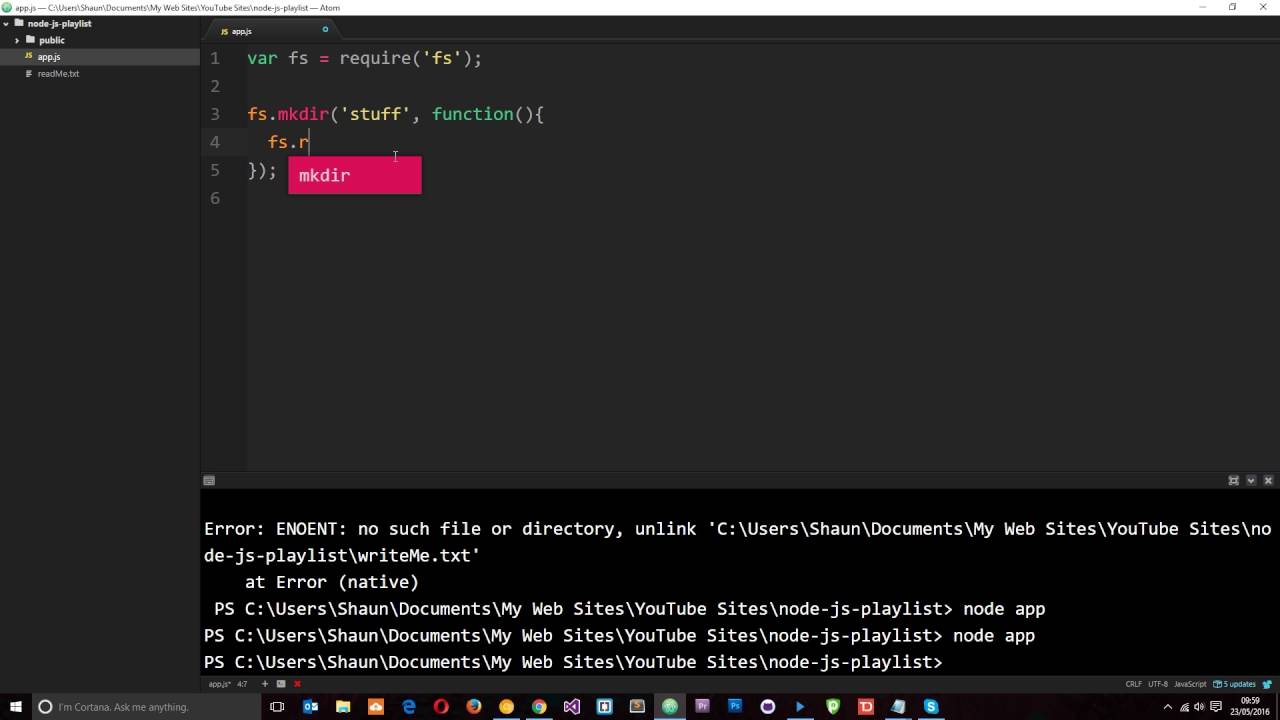 app.js — C:\Users\Shaun\Documents\My Web Sites\YouTube Sites\node-js-playlist — Atom
node-js-playlist
public
JS app.js
readMe.txt
JS app.js
1 var fs = require('fs');
2
3 fs.mkdir('stuff', function(){
4 fs.r
mkdir
5 });
6
Error: ENOENT: no such file or directory, unlink 'C:\Users\Shaun\Documents\My Web Sites\YouTube Sites\no
de-js-playlist\writeMe.txt'
at Error (native)
PS C:\Users\Shaun\Documents\My Web Sites\YouTube Sites\node-js-playlist> node app
PS C:\Users\Shaun\Documents\My Web Sites\YouTube Sites\node-js-playlist> node app
PS C:\Users\Shaun\Documents\My Web Sites\YouTube Sites\node-js-playlist>
app.js* 4:7 + CRLF UTF-8 JavaScript 5 updates
I'm Cortana. Ask me anything.
Pr
Ps
09:59
23/05/2016